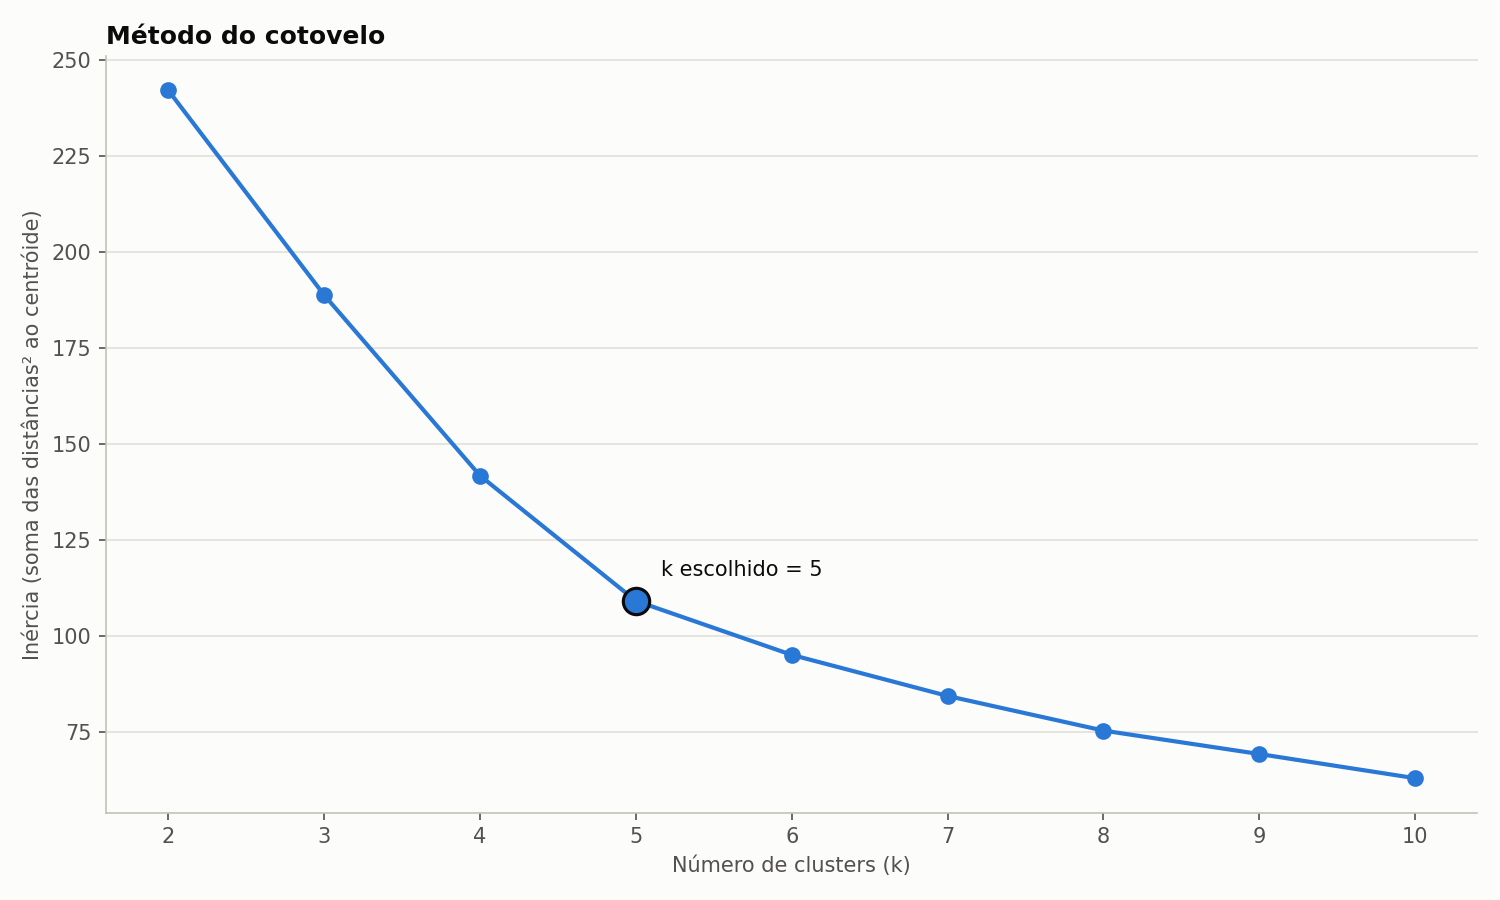 Método do cotovelo
250
225
200
175
150
125
100
75
Inércia (soma das distâncias² ao centróide)
k escolhido = 5
2 3 4 5 6 7 8 9 10
Número de clusters (k)